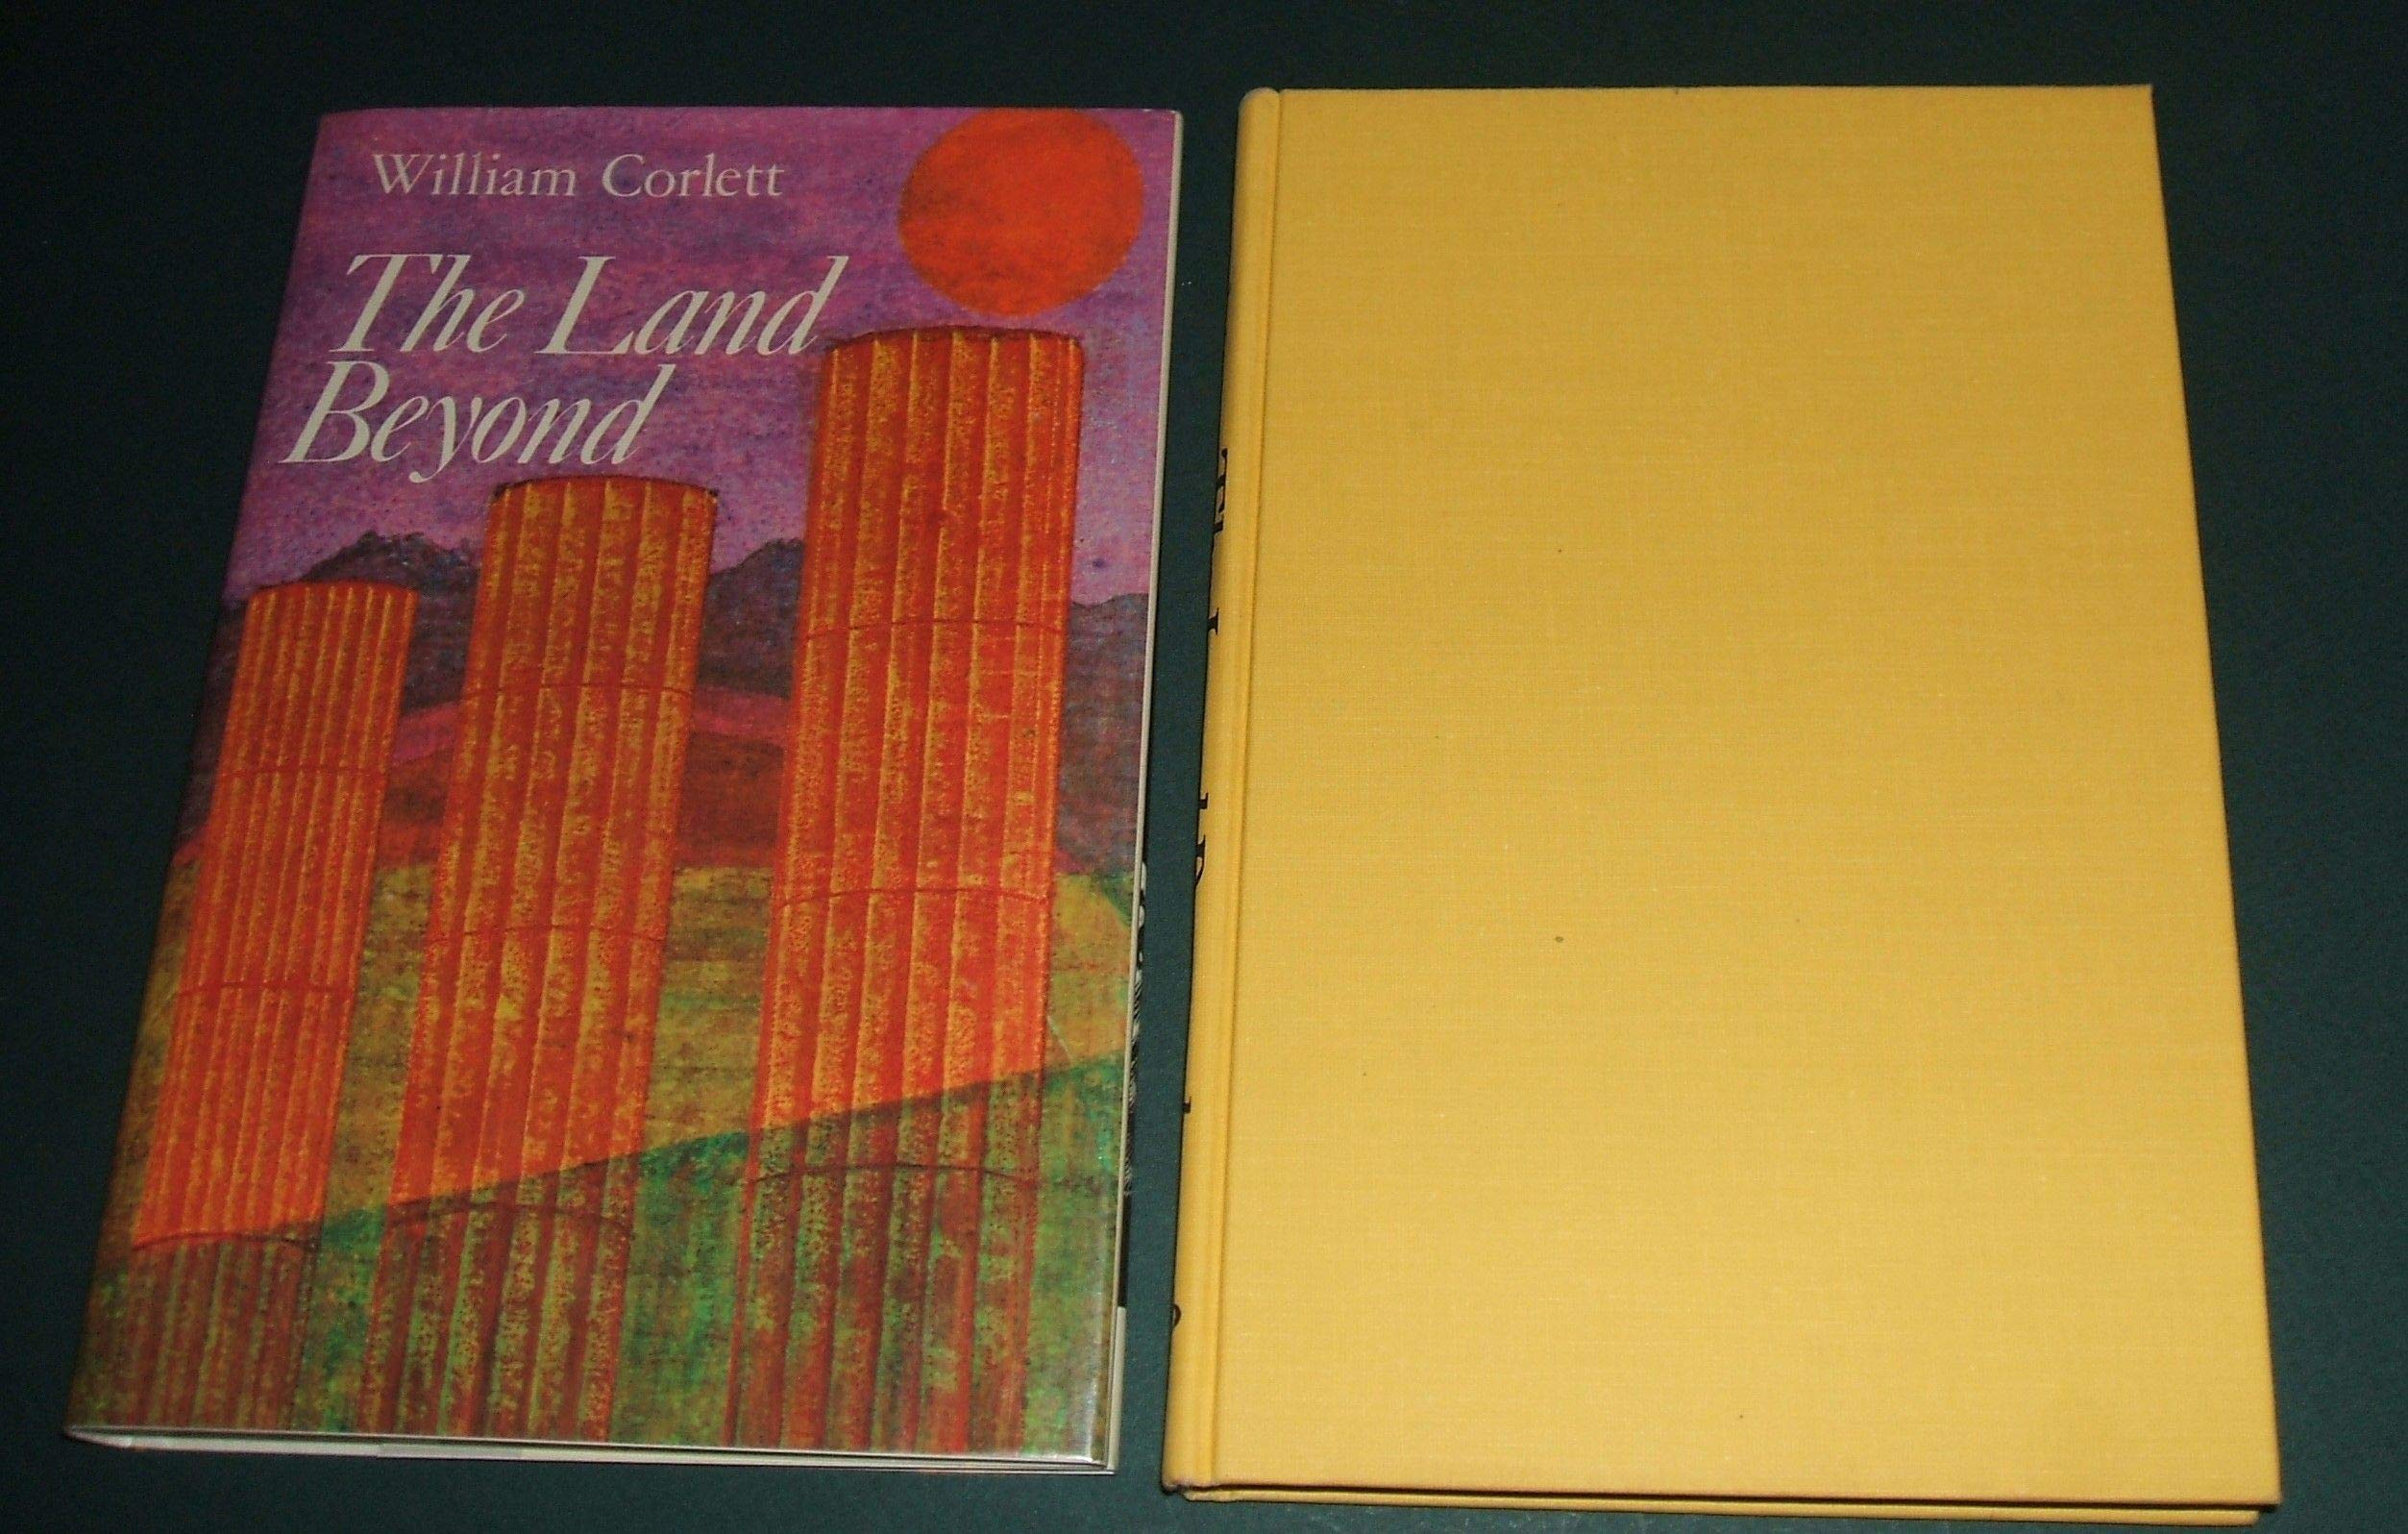 William Corlett
The Land
Beyond